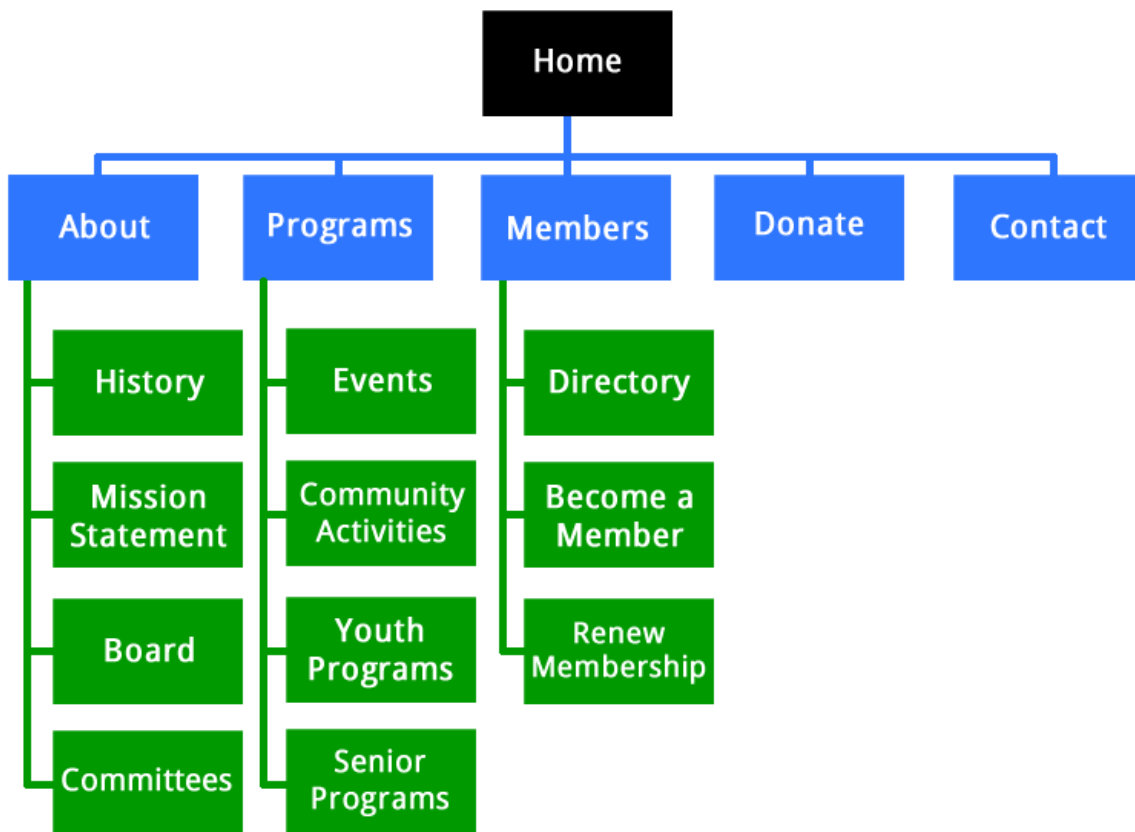 Home
About
Programs
Members
Donate
Contact
History
Mission
Statement
Board
Committees
Events
Community
Activities
Youth
Programs
Senior
Programs
Directory
Become a
Member
Renew
Membership